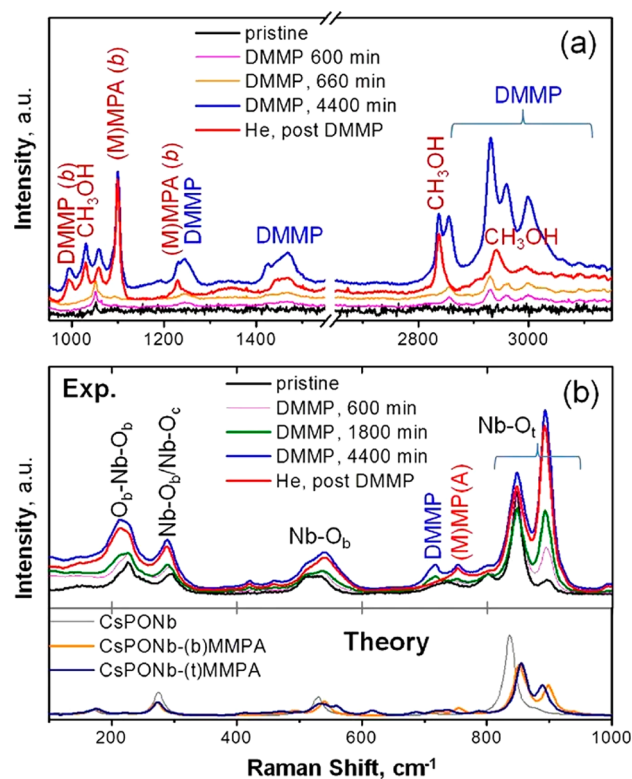 (a)
pristine
DMMP 600 min
DMMP, 660 min
DMMP, 4400 min
He, post DMMP
DMMP (b)
CH3OH
(M)MPA (b)
(M)MPA (b)
DMMP
DMMP
CH3OH
DMMP
CH3OH
Intensity, a.u.
1000 1200 1400 2800 3000
Exp.
(b)
pristine
DMMP, 600 min
DMMP, 1800 min
DMMP, 4400 min
He, post DMMP
Ob-Nb-Ob
Nb-Ob/Nb-Oc
Nb-Ob
DMMP
(M)MP(A)
Nb-Ot
Intensity, a.u.
CsPONb
CsPONb-(b)MMPA
CsPONb-(t)MMPA
Theory
200 400 600 800 1000
Raman Shift, cm-1